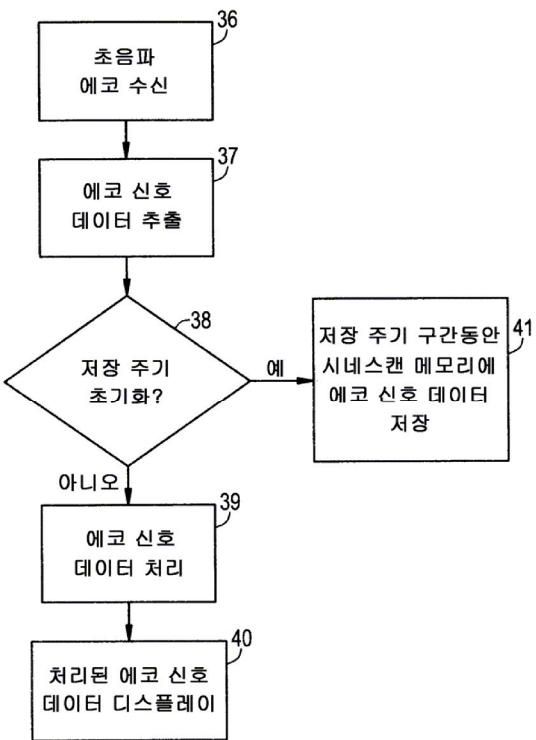 36
초음파
에코 수신
37
에코 신호
데이터 추출
38
저장 주기
초기화?
예
41
저장 주기 구간동안
시네스캔 메모리에
에코 신호 데이터
저장
아니오
39
에코 신호
데이터 처리
40
처리된 에코 신호
데이터 디스플레이